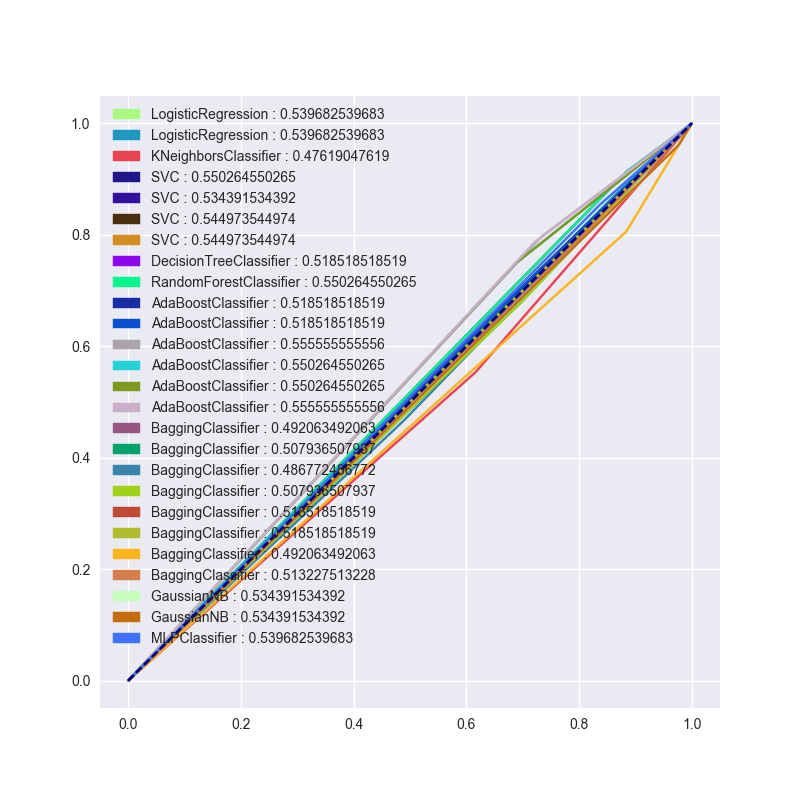 LogisticRegression : 0.539682539683
LogisticRegression : 0.539682539683
KNeighborsClassifier : 0.47619047619
SVC : 0.550264550265
SVC : 0.534391534392
SVC : 0.544973544974
SVC : 0.544973544974
DecisionTreeClassifier : 0.518518518519
RandomForestClassifier : 0.550264550265
AdaBoostClassifier : 0.518518518519
AdaBoostClassifier : 0.518518518519
AdaBoostClassifier : 0.555555555556
AdaBoostClassifier : 0.550264550265
AdaBoostClassifier : 0.550264550265
AdaBoostClassifier : 0.555555555556
BaggingClassifier : 0.492063492063
BaggingClassifier : 0.507936507937
BaggingClassifier : 0.486772486772
BaggingClassifier : 0.507936507937
BaggingClassifier : 0.518518518519
BaggingClassifier : 0.518518518519
BaggingClassifier : 0.492063492063
BaggingClassifier : 0.513227513228
GaussianNB : 0.534391534392
GaussianNB : 0.534391534392
MLPClassifier : 0.539682539683
1.0
0.8
0.6
0.4
0.2
0.0
0.0 0.2 0.4 0.6 0.8 1.0